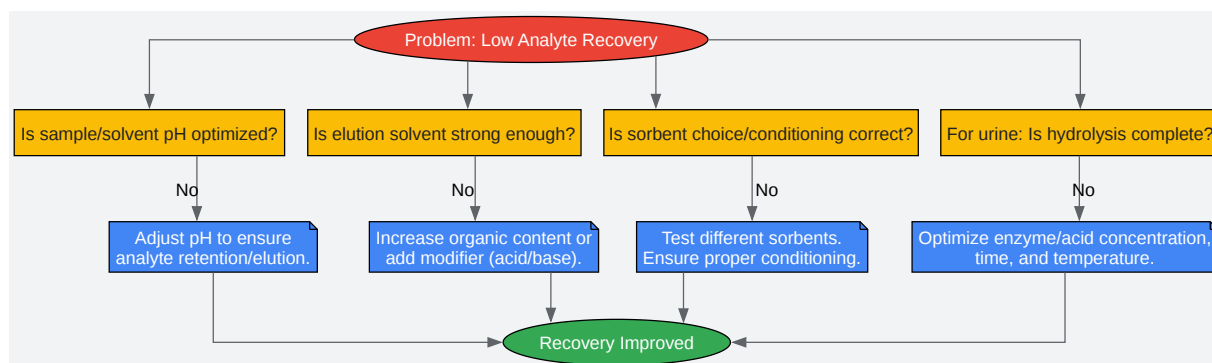 Problem: Low Analyte Recovery
Is sample/solvent pH optimized?
Is elution solvent strong enough?
Is sorbent choice/conditioning correct?
For urine: Is hydrolysis complete?
No
No
No
No
Adjust pH to ensure
analyte retention/elution.
Increase organic content or
add modifier (acid/base).
Test different sorbents.
Ensure proper conditioning.
Optimize enzyme/acid concentration,
time, and temperature.
Recovery Improved